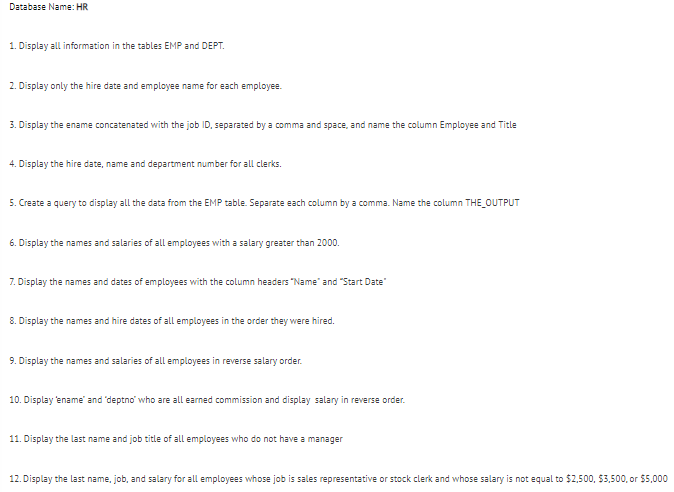 Database Name: HR
1. Display all information in the tables EMP and DEPT.
2. Display only the hire date and employee name for each employee.
3. Display the ename concatenated with the job ID, separated by a comma and space, and name the column Employee and Title
4. Display the hire date, name and department number for all clerks.
5. Create a query to display all the data from the EMP table. Separate each column by a comma. Name the column THE_OUTPUT
6. Display the names and salaries of all employees with a salary greater than 2000.
7. Display the names and dates of employees with the column headers "Name" and "Start Date"
8. Display the names and hire dates of all employees in the order they were hired.
9. Display the names and salaries of all employees in reverse salary order.
10. Display 'ename' and 'deptno' who are all earned commission and display salary in reverse order.
11. Display the last name and job title of all employees who do not have a manager
12. Display the last name, job, and salary for all employees whose job is sales representative or stock clerk and whose salary is not equal to $2,500, $3,500, or $5,000